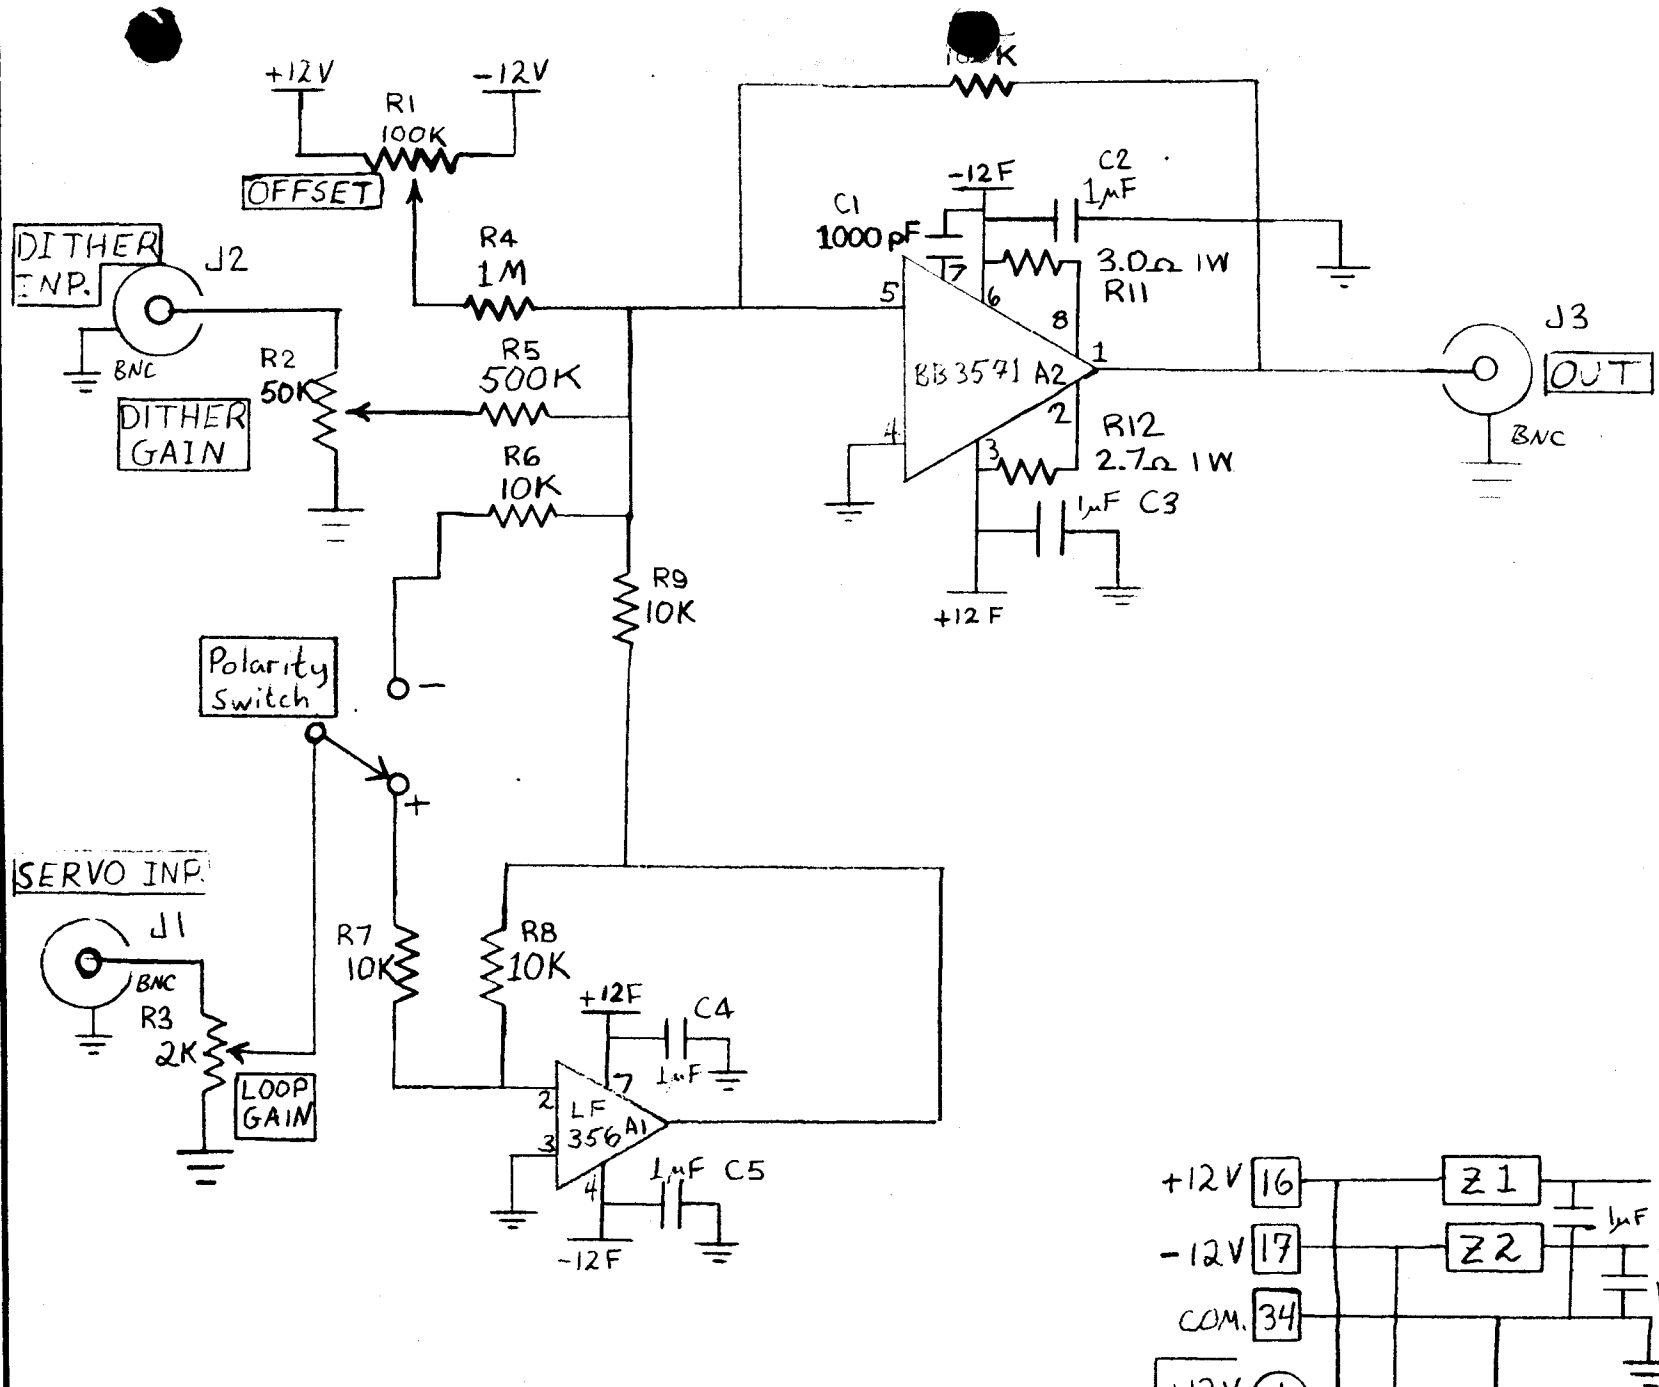 +12V
-12V
R1
100K
OFFSET
K
DITHER
INP.
J2
BNC
R4
1M
R2
50K
DITHER
GAIN
R5
500K
R6
10K
R9
10K
-12F
C2
1μF
C1
1000pF
7
6
3.0Ω 1W
R11
5
8
1
BB3571 A2
4
2
3
R12
2.7Ω 1W
1μF C3
+12F
J3
OUT
BNC
Polarity
Switch
−
+
SERVO INP.
J1
BNC
R3
2K
LOOP
GAIN
R7
10K
R8
10K
+12F
C4
1μF
7
2
LF
356 A1
3
4
1μF C5
-12F
+12V 16 Z1
1μF
-12V 17 Z2
COM. 34
+12V